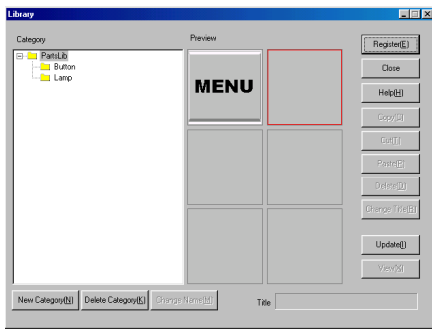 Library
Category
Preview
PartsLib
Button
Lamp
MENU
Register(E)
Close
Help(H)
Copy(C)
Cut(T)
Paste(P)
Delete(D)
Change Title(R)
Update(I)
View(S)
New Category(N)
Delete Category(K)
Change Name(M)
Title